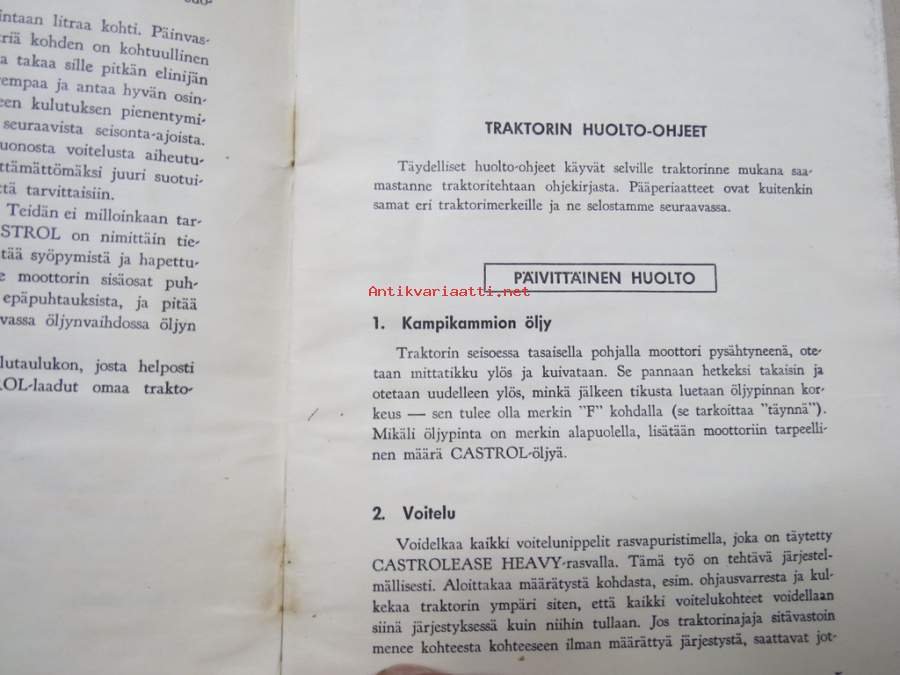 intaan litraa kohti. Päinvas-
triä kohden on kohtuullinen
a takaa sille pitkän elinijän
empaa ja antaa hyvän osin-
een kulutuksen pienentymi-
seuraavista seisonta-ajoista.
uonosta voitelusta aiheutu-
ttämättömäksi juuri suotui-
tä tarvittaisiin.
Teidän ei milloinkaan tar-
STROL on nimittäin tie-
tää syöpymistä ja hapettu-
e moottorin sisäosat puh-
epäpuhtauksista, ja pitää
vassa öljynvaihdossa öljyn
lutaulukon, josta helposti
OL-laadut omaa trakto-
TRAKTORIN HUOLTO-OHJEET
Täydelliset huolto-ohjeet käyvät selville traktorinne mukana saa-
mastanne traktoritehtaan ohjekirjasta. Pääperiaatteet ovat kuitenkin
samat eri traktorimerkeille ja ne selostamme seuraavassa.
PÄIVITTÄINEN HUOLTO
Antikvariaatti.net
1. Kampikammion öljy
Traktorin seisoessa tasaisella pohjalla moottori pysähtyneenä, ote-
taan mittatikku ylös ja kuivataan. Se pannaan hetkeksi takaisin ja
otetaan uudelleen ylös, minkä jälkeen tikusta luetaan öljypinnan kor-
keus — sen tulee olla merkin "F" kohdalla (se tarkoittaa "täynnä").
Mikäli öljypinta on merkin alapuolella, lisätään moottoriin tarpeelli-
nen määrä CASTROL-öljyä.
2. Voitelu
Voidelkaa kaikki voitelunippelit rasvapuristimella, joka on täytetty
CASTROLEASE HEAVY-rasvalla. Tämä työ on tehtävä järjestel-
mällisesti. Aloittakaa määrätystä kohdasta, esim. ohjausvarresta ja kul-
kekaa traktorin ympäri siten, että kaikki voitelukohteet voidellaan
siinä järjestyksessä kuin niihin tullaan. Jos traktorinajaja sitävastoin
menee kohteesta kohteeseen ilman määrättyä järjestystä, saattavat jot-